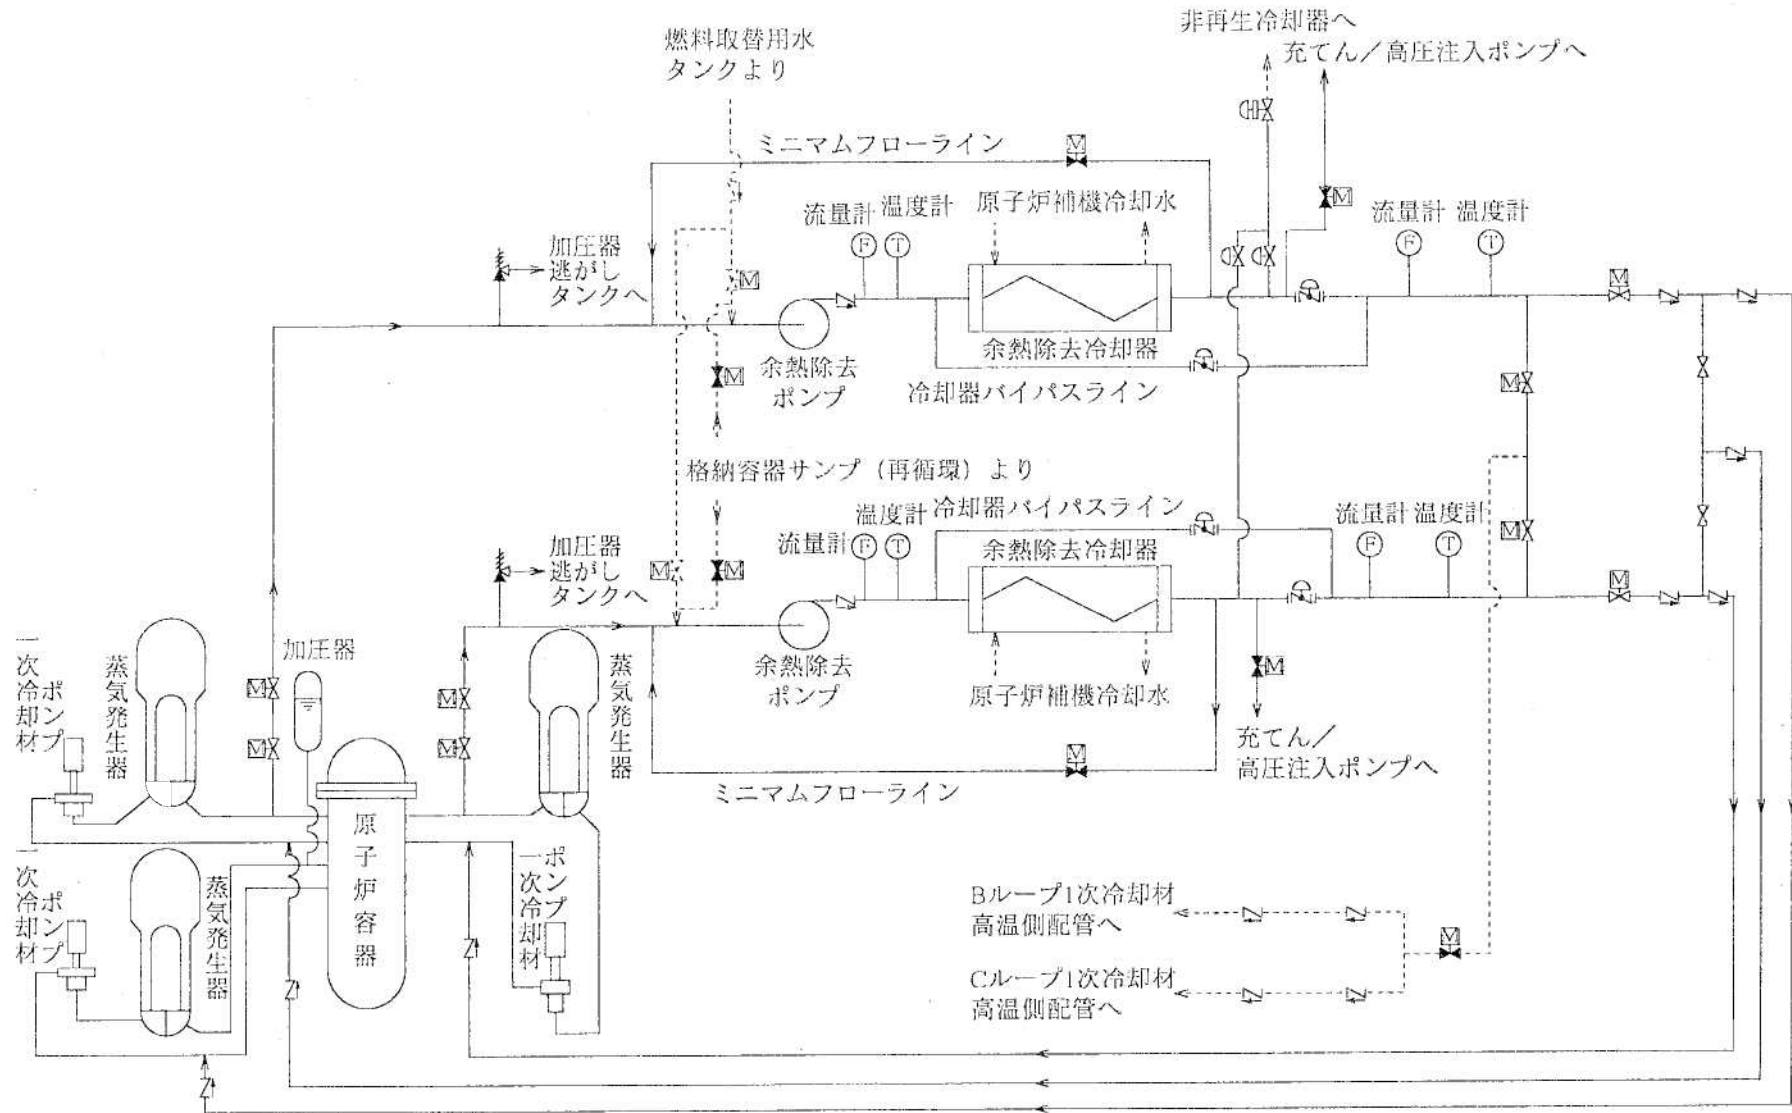 非再生冷却器へ
充てん／高圧注入ポンプへ
燃料取替用水
タンクより
ミニマムフローライン
M
M
流量計
温度計
原子炉補機冷却水
流量計
温度計
F
T
F
T
加圧器
逃がし
タンクへ
M
M
余熱除去
ポンプ
余熱除去冷却器
冷却器バイパスライン
M
M
格納容器サンプ（再循環）より
冷却器バイパスライン
温度計
流量計
F
T
余熱除去冷却器
流量計
温度計
F
T
M
M
加圧器
逃がし
タンクへ
M
M
余熱除去
ポンプ
原子炉補機冷却水
M
充てん／
高圧注入ポンプへ
M
ミニマムフローライン
一次冷却材
ポンプ
蒸気発生器
M
M
加圧器
M
M
蒸気発生器
原子炉容器
一次冷却材
ポンプ
蒸気発生器
一次冷却材
ポンプ
Bループ1次冷却材
高温側配管へ
M
Cループ1次冷却材
高温側配管へ